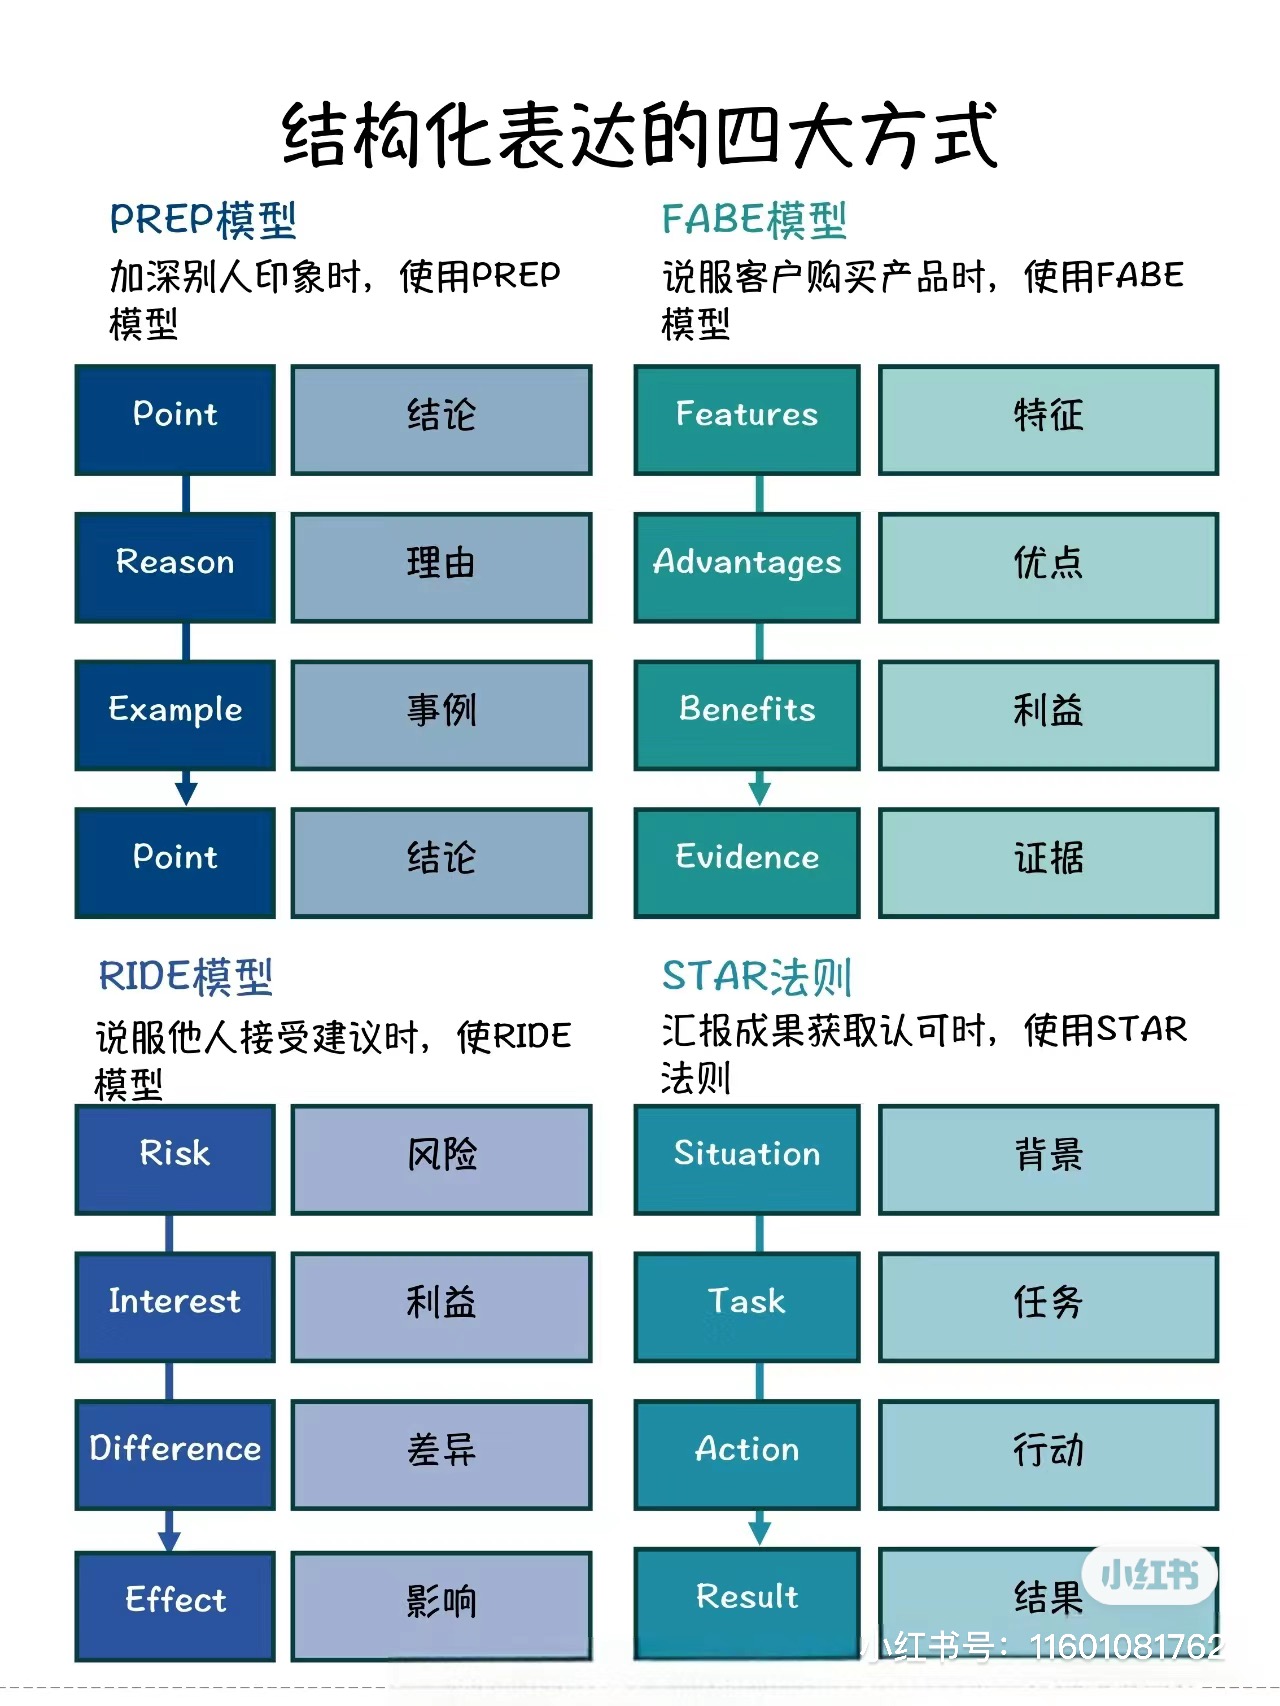 结构化表达的四大方式
PREP模型
加深别人印象时，使用PREP
模型
Point
结论
Reason
理由
Example
事例
Point
结论
FABE模型
说服客户购买产品时，使用FABE
模型
Features
特征
Advantages
优点
Benefits
利益
Evidence
证据
RIDE模型
说服他人接受建议时，使RIDE
模型
Risk
风险
Interest
利益
Difference
差异
Effect
影响
STAR法则
汇报成果获取认可时，使用STAR
法则
Situation
背景
Task
任务
Action
行动
Result
结果
小红书
小红书号：11601081762